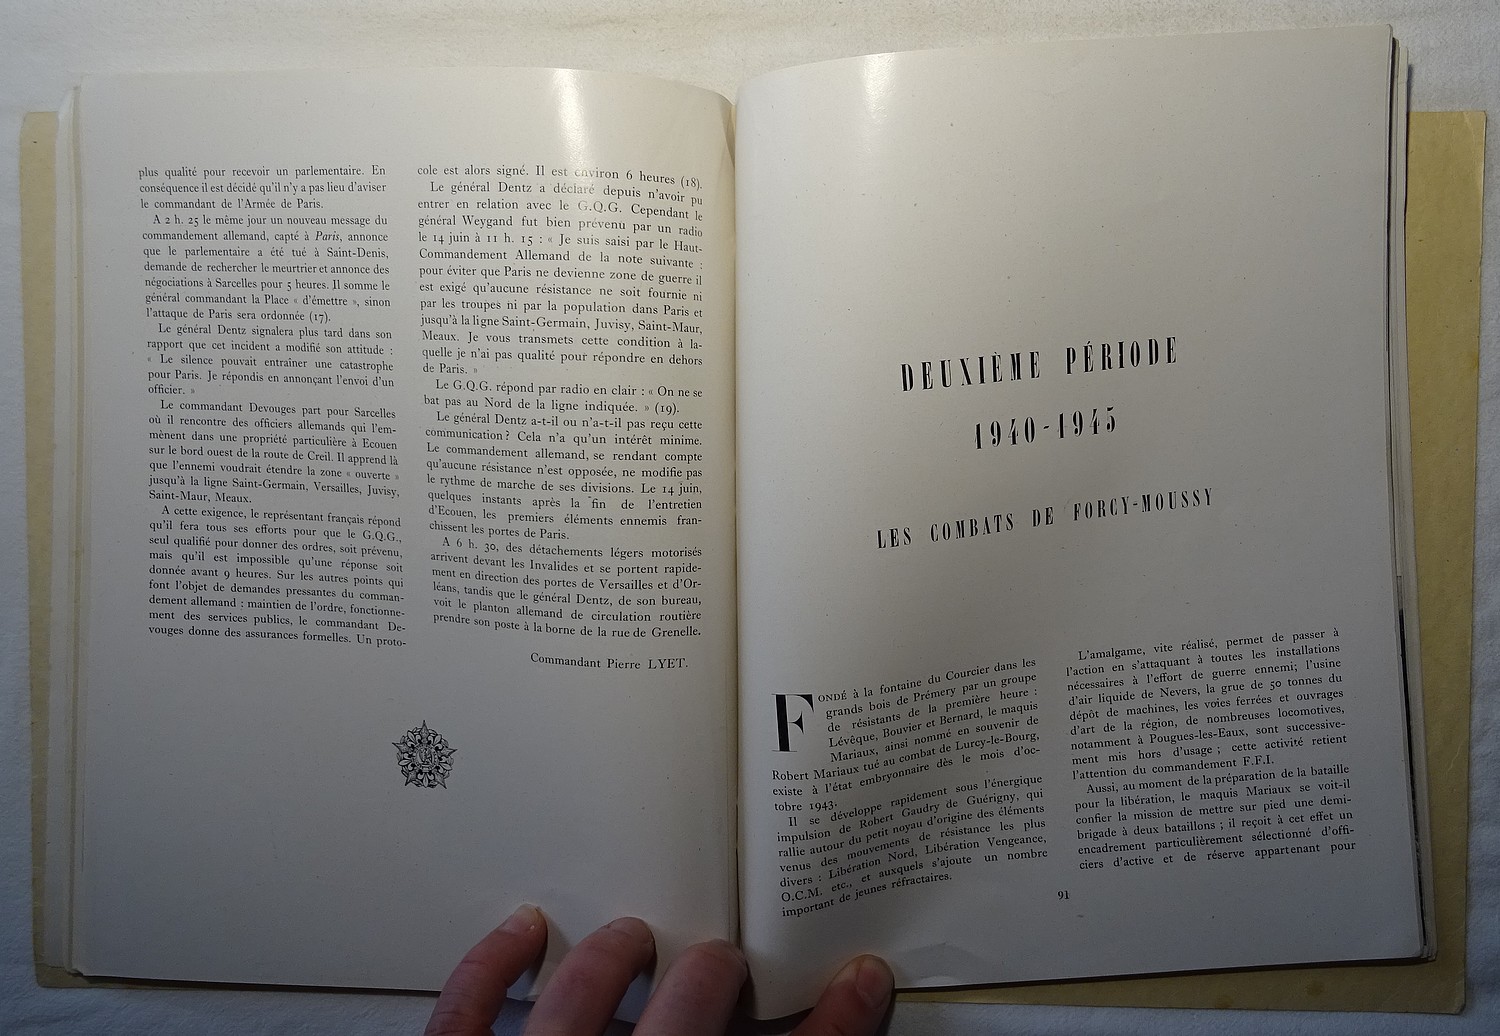 plus qualité pour recevoir un parlementaire. En
conséquence il est décidé qu'il n'y a pas lieu d'aviser
le commandant de l'Armée de Paris.
A 2 h. 25 le même jour un nouveau message du
commandement allemand, capté à Paris, annonce
que le parlementaire a été tué à Saint-Denis,
demande de rechercher le meurtrier et annonce des
négociations à Sarcelles pour 5 heures. Il somme le
général commandant la Place « d'émettre », sinon
l'attaque de Paris sera ordonnée (17).
Le général Dentz signalera plus tard dans son
rapport que cet incident a modifié son attitude :
« Le silence pouvait entraîner une catastrophe
pour Paris. Je répondis en annonçant l'envoi d'un
officier. »
Le commandant Devouges part pour Sarcelles
où il rencontre des officiers allemands qui l'em-
mènent dans une propriété particulière à Ecouen
sur le bord ouest de la route de Creil. Il apprend là
que l'ennemi voudrait étendre la zone « ouverte »
jusqu'à la ligne Saint-Germain, Versailles, Juvisy,
Saint-Maur, Meaux.
A cette exigence, le représentant français répond
qu'il fera tous ses efforts pour que le G.Q.G.,
seul qualifié pour donner des ordres, soit prévenu,
mais qu'il est impossible qu'une réponse soit
donnée avant 9 heures. Sur les autres points qui
font l'objet de demandes pressantes du comman-
dement allemand : maintien de l'ordre, fonctionne-
ment des services publics, le commandant De-
vouges donne des assurances formelles. Un proto-
cole est alors signé. Il est environ 6 heures (18).
Le général Dentz a déclaré depuis n'avoir pu
entrer en relation avec le G.Q.G. Cependant le
général Weygand fut bien prévenu par un radio
le 14 juin à 11 h. 15 : « Je suis saisi par le Haut-
Commandement Allemand de la note suivante :
pour éviter que Paris ne devienne zone de guerre il
est exigé qu'aucune résistance ne soit fournie ni
par les troupes ni par la population dans Paris et
jusqu'à la ligne Saint-Germain, Juvisy, Saint-Maur,
Meaux. Je vous transmets cette condition à la-
quelle je n'ai pas qualité pour répondre en dehors
de Paris. »
Le G.Q.G. répond par radio en clair : « On ne se
bat pas au Nord de la ligne indiquée. » (19).
Le général Dentz a-t-il ou n'a-t-il pas reçu cette
communication ? Cela n'a qu'un intérêt minime.
Le commandement allemand, se rendant compte
qu'aucune résistance n'est opposée, ne modifie pas
le rythme de marche de ses divisions. Le 14 juin,
quelques instants après la fin de l'entretien
d'Ecouen, les premiers éléments ennemis fran-
chissent les portes de Paris.
A 6 h. 30, des détachements légers motorisés
arrivent devant les Invalides et se portent rapide-
ment en direction des portes de Versailles et d'Or-
léans, tandis que le général Dentz, de son bureau,
voit le planton allemand de circulation routière
prendre son poste à la borne de la rue de Grenelle.
Commandant Pierre LYET.
DEUXIÈME PÉRIODE
1940-1945
LES COMBATS DE FORCY-MOUSSY
FONDÉ à la fontaine du Courcier dans les
grands bois de Prémery par un groupe
de résistants de la première heure :
Lévêque, Bouvier et Bernard, le maquis
Mariaux, ainsi nommé en souvenir de
Robert Mariaux tué au combat de Lurcy-le-Bourg,
existe à l'état embryonnaire dès le mois d'oc-
tobre 1943.
Il se développe rapidement sous l'énergique
impulsion de Robert Gaudry de Guérigny, qui
rallie autour du petit noyau d'origine des éléments
venus des mouvements de résistance les plus
divers : Libération Nord, Libération Vengeance,
O.C.M. etc., et auxquels s'ajoute un nombre
important de jeunes réfractaires.
L'amalgame, vite réalisé, permet de passer à
l'action en s'attaquant à toutes les installations
nécessaires à l'effort de guerre ennemi; l'usine
d'air liquide de Nevers, la grue de 50 tonnes du
dépôt de machines, les voies ferrées et ouvrages
d'art de la région, de nombreuses locomotives,
notamment à Pougues-les-Eaux, sont successive-
ment mis hors d'usage ; cette activité retient
l'attention du commandement F.F.I.
Aussi, au moment de la préparation de la bataille
pour la libération, le maquis Mariaux se voit-il
confier la mission de mettre sur pied une demi-
brigade à deux bataillons ; il reçoit à cet effet un
encadrement particulièrement sélectionné d'offi-
ciers d'active et de réserve appartenant pour
91